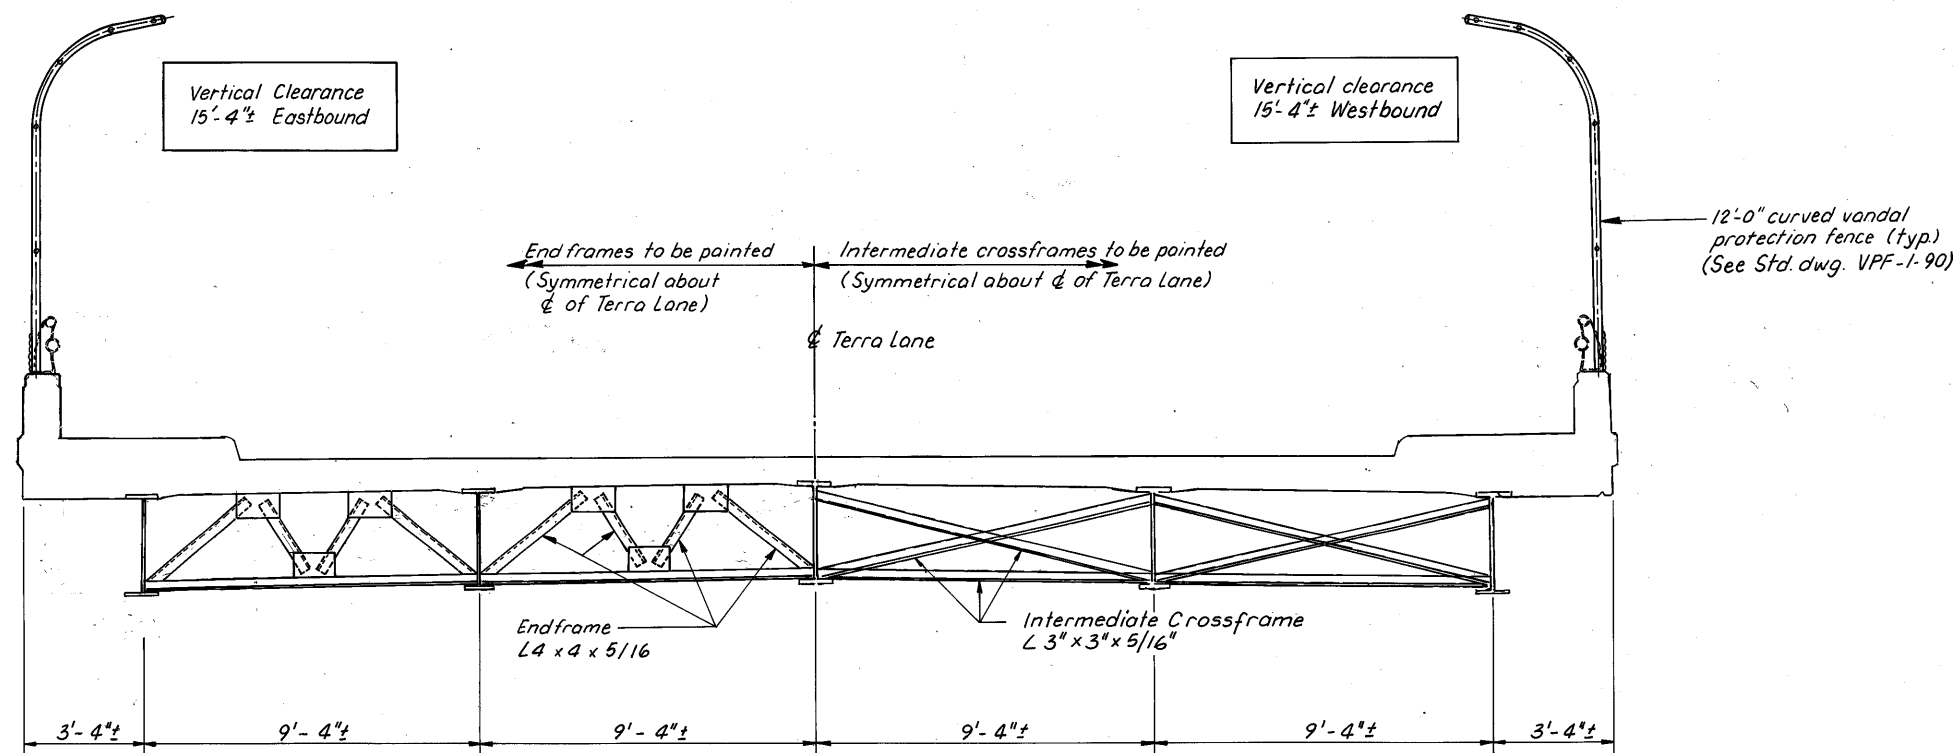 Vertical Clearance
15'-4"± Eastbound
Vertical clearance
15'-4"± Westbound
12'-0" curved vandal
protection fence (typ.)
(See Std. dwg. VPF-1-90)
End frames to be painted
(Symmetrical about
℄ of Terra Lane)
Intermediate crossframes to be painted
(Symmetrical about ℄ of Terra Lane)
℄ Terra Lane
Endframe
L4 x 4 x 5/16
Intermediate Crossframe
L 3" x 3" x 5/16"
3'-4"±
9'-4"±
9'-4"±
9'-4"±
9'-4"±
3'-4"±